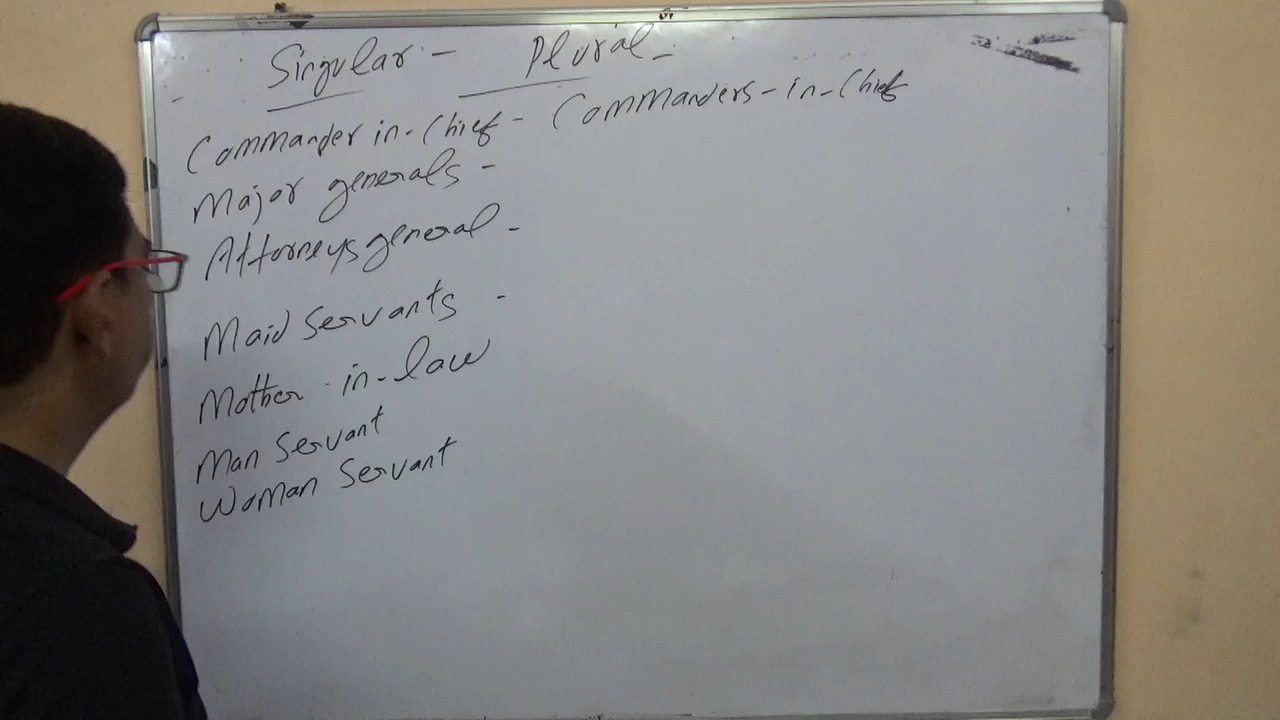 Singular - Plural -
Commander in-Chief - Commanders-in-Chief
Major generals -
Attorneys general -
Maid servants -
Mother-in-law
Man Servant
Woman Servant